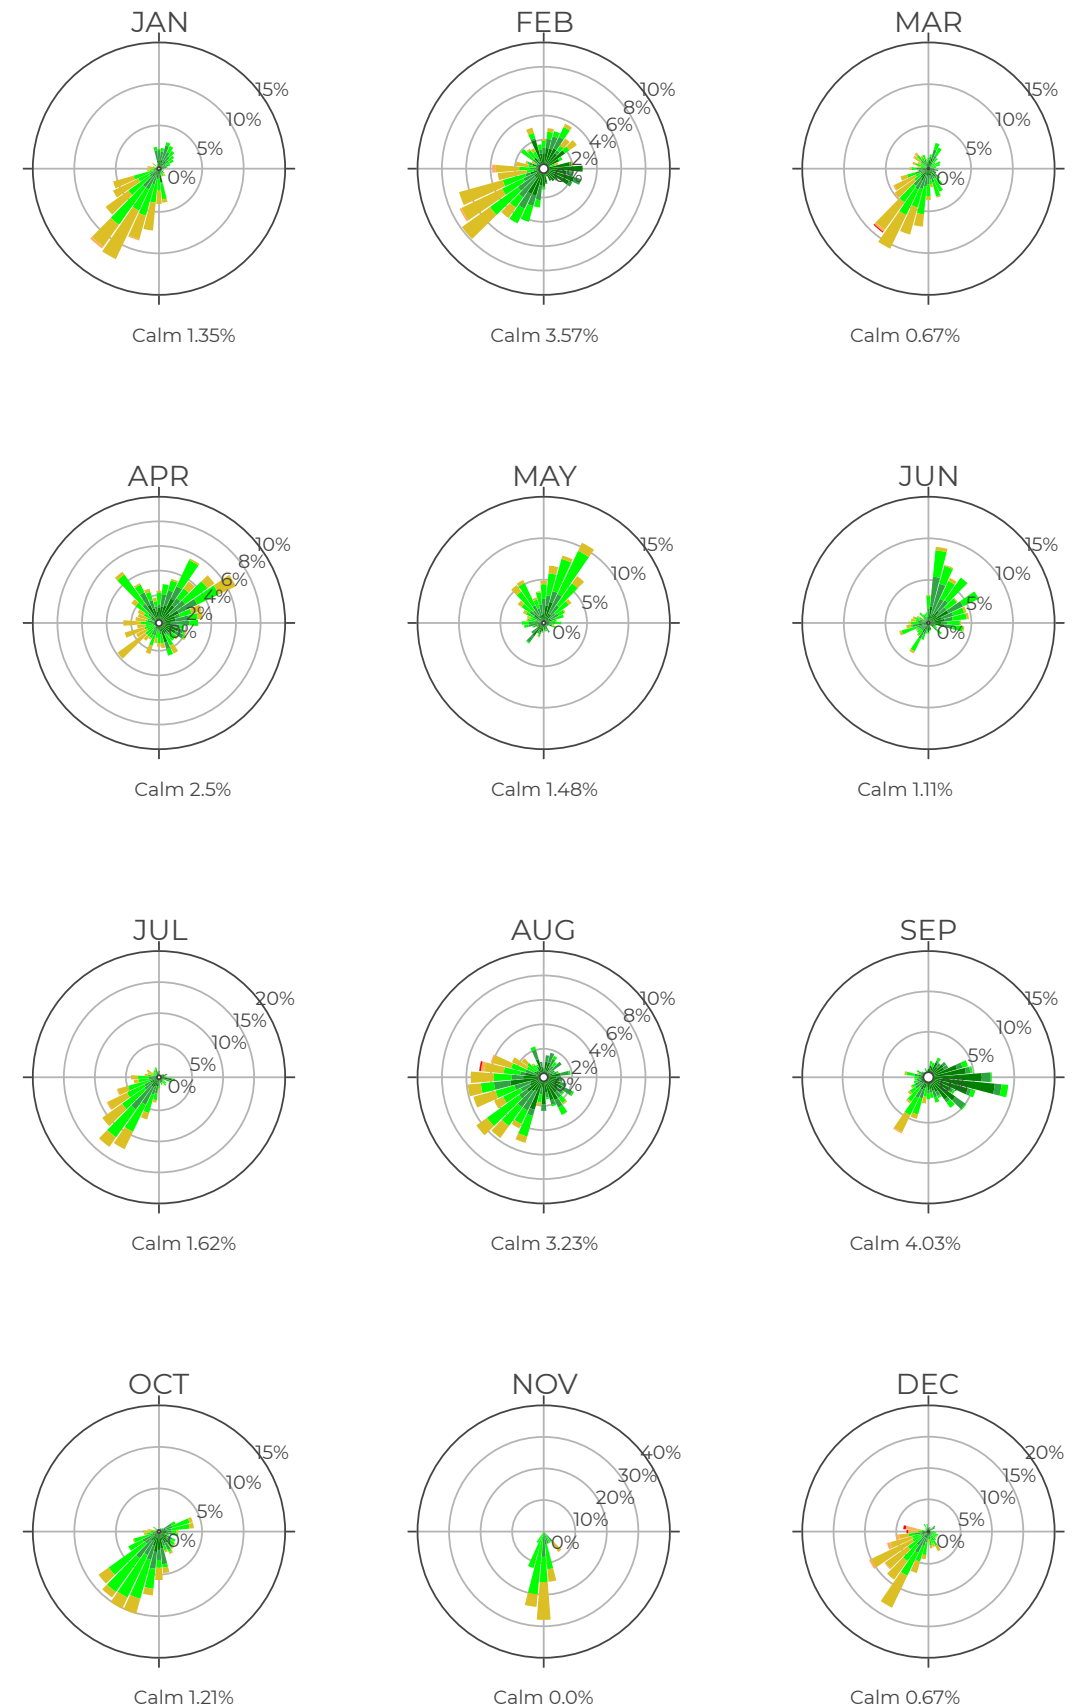 JAN FEB MAR
15% 10% 15%
8%
10% 6% 10%
4%
5% 2% 5%
0% % 0%
Calm 1.35% Calm 3.57% Calm 0.67%
APR MAY JUN
10% 15% 15%
8%
6% 10% 10%
4% 5% 5%
2%
0% 0% 0%
Calm 2.5% Calm 1.48% Calm 1.11%
JUL AUG SEP
20% 10% 15%
15% 8% 10%
10% 6%
4% 5%
5% 2%
0% 0%
Calm 1.62% Calm 3.23% Calm 4.03%
OCT NOV DEC
15% 40% 20%
10% 30% 15%
20% 10%
5% 10% 5%
0% 0% 0%
Calm 1.21% Calm 0.0% Calm 0.67%